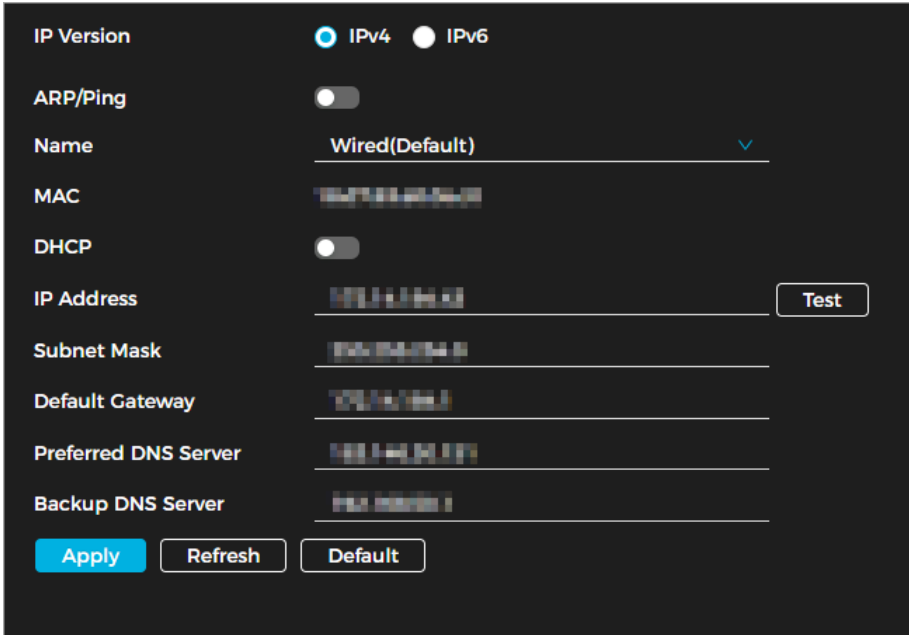 IP Version IPv4 IPv6
ARP/Ping
Name Wired(Default)
MAC
DHCP
IP Address Test
Subnet Mask
Default Gateway
Preferred DNS Server
Backup DNS Server
Apply Refresh Default